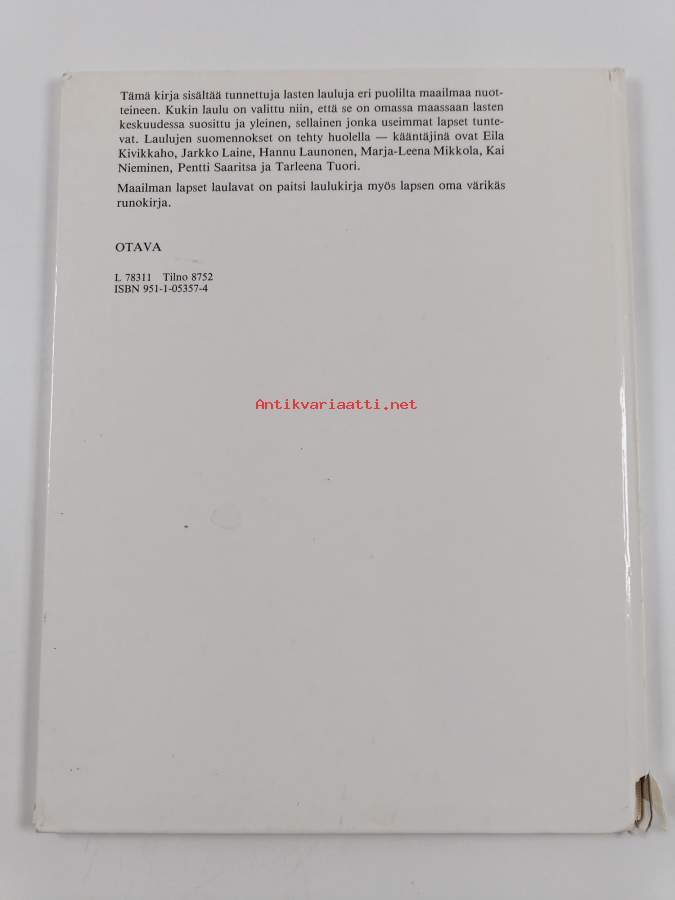 Tämä kirja sisältää tunnettuja lasten lauluja eri puolilta maailmaa nuot-
teineen. Kukin laulu on valittu niin, että se on omassa maassaan lasten
keskuudessa suosittu ja yleinen, sellainen jonka useimmat lapset tunte-
vat. Laulujen suomennokset on tehty huolella — kääntäjinä ovat Eila
Kivikkaho, Jarkko Laine, Hannu Launonen, Marja-Leena Mikkola, Kai
Nieminen, Pentti Saaritsa ja Tarleena Tuori.
Maailman lapset laulavat on paitsi laulukirja myös lapsen oma värikäs
runokirja.
OTAVA
L 78311 Tilno 8752
ISBN 951-1-05357-4
Antikvariaatti.net